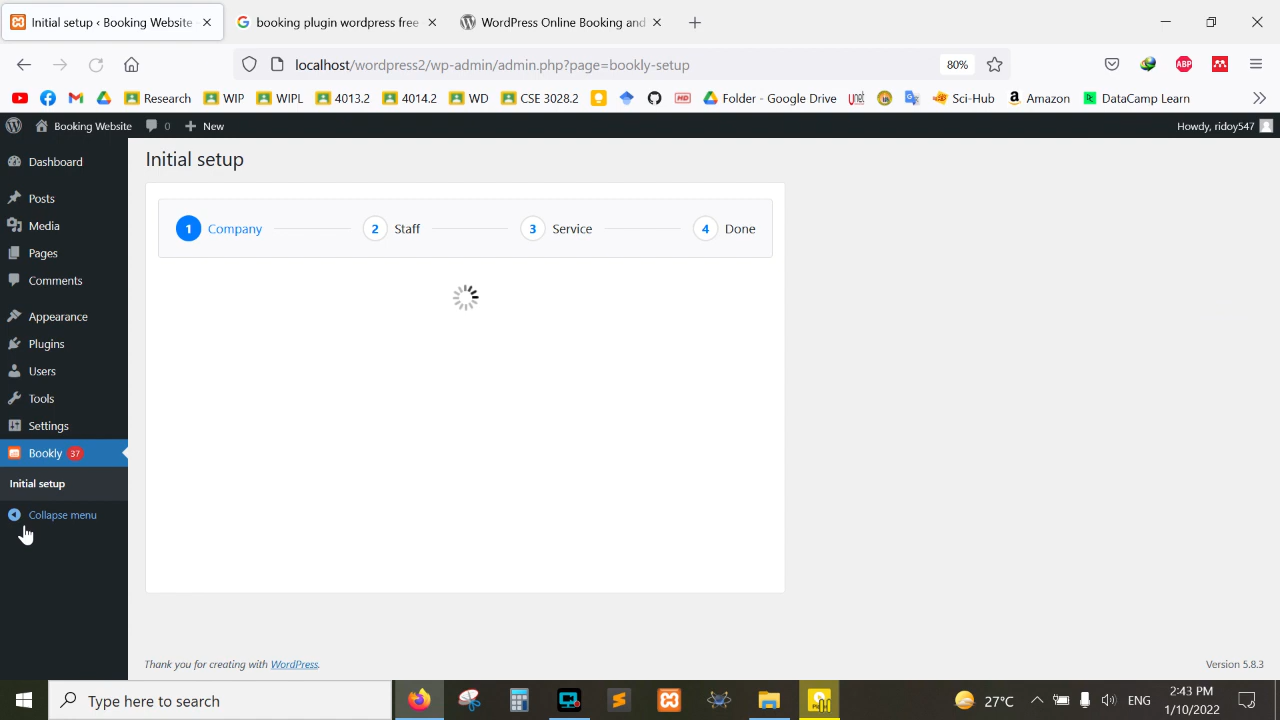 Initial setup ‹ Booking Website
booking plugin wordpress free
WordPress Online Booking and
localhost/wordpress2/wp-admin/admin.php?page=bookly-setup
80%
ABP
Research
WIP
WIPL
4013.2
4014.2
WD
CSE 3028.2
Folder - Google Drive
Sci-Hub
Amazon
DataCamp Learn
Booking Website
0
New
Howdy, ridoy547
Dashboard
Posts
Media
Pages
Comments
Appearance
Plugins
Users
Tools
Settings
Bookly 37
Initial setup
Collapse menu
Initial setup
1 Company
2 Staff
3 Service
4 Done
Thank you for creating with WordPress.
Version 5.8.3
Type here to search
27°C
ENG
2:43 PM
1/10/2022